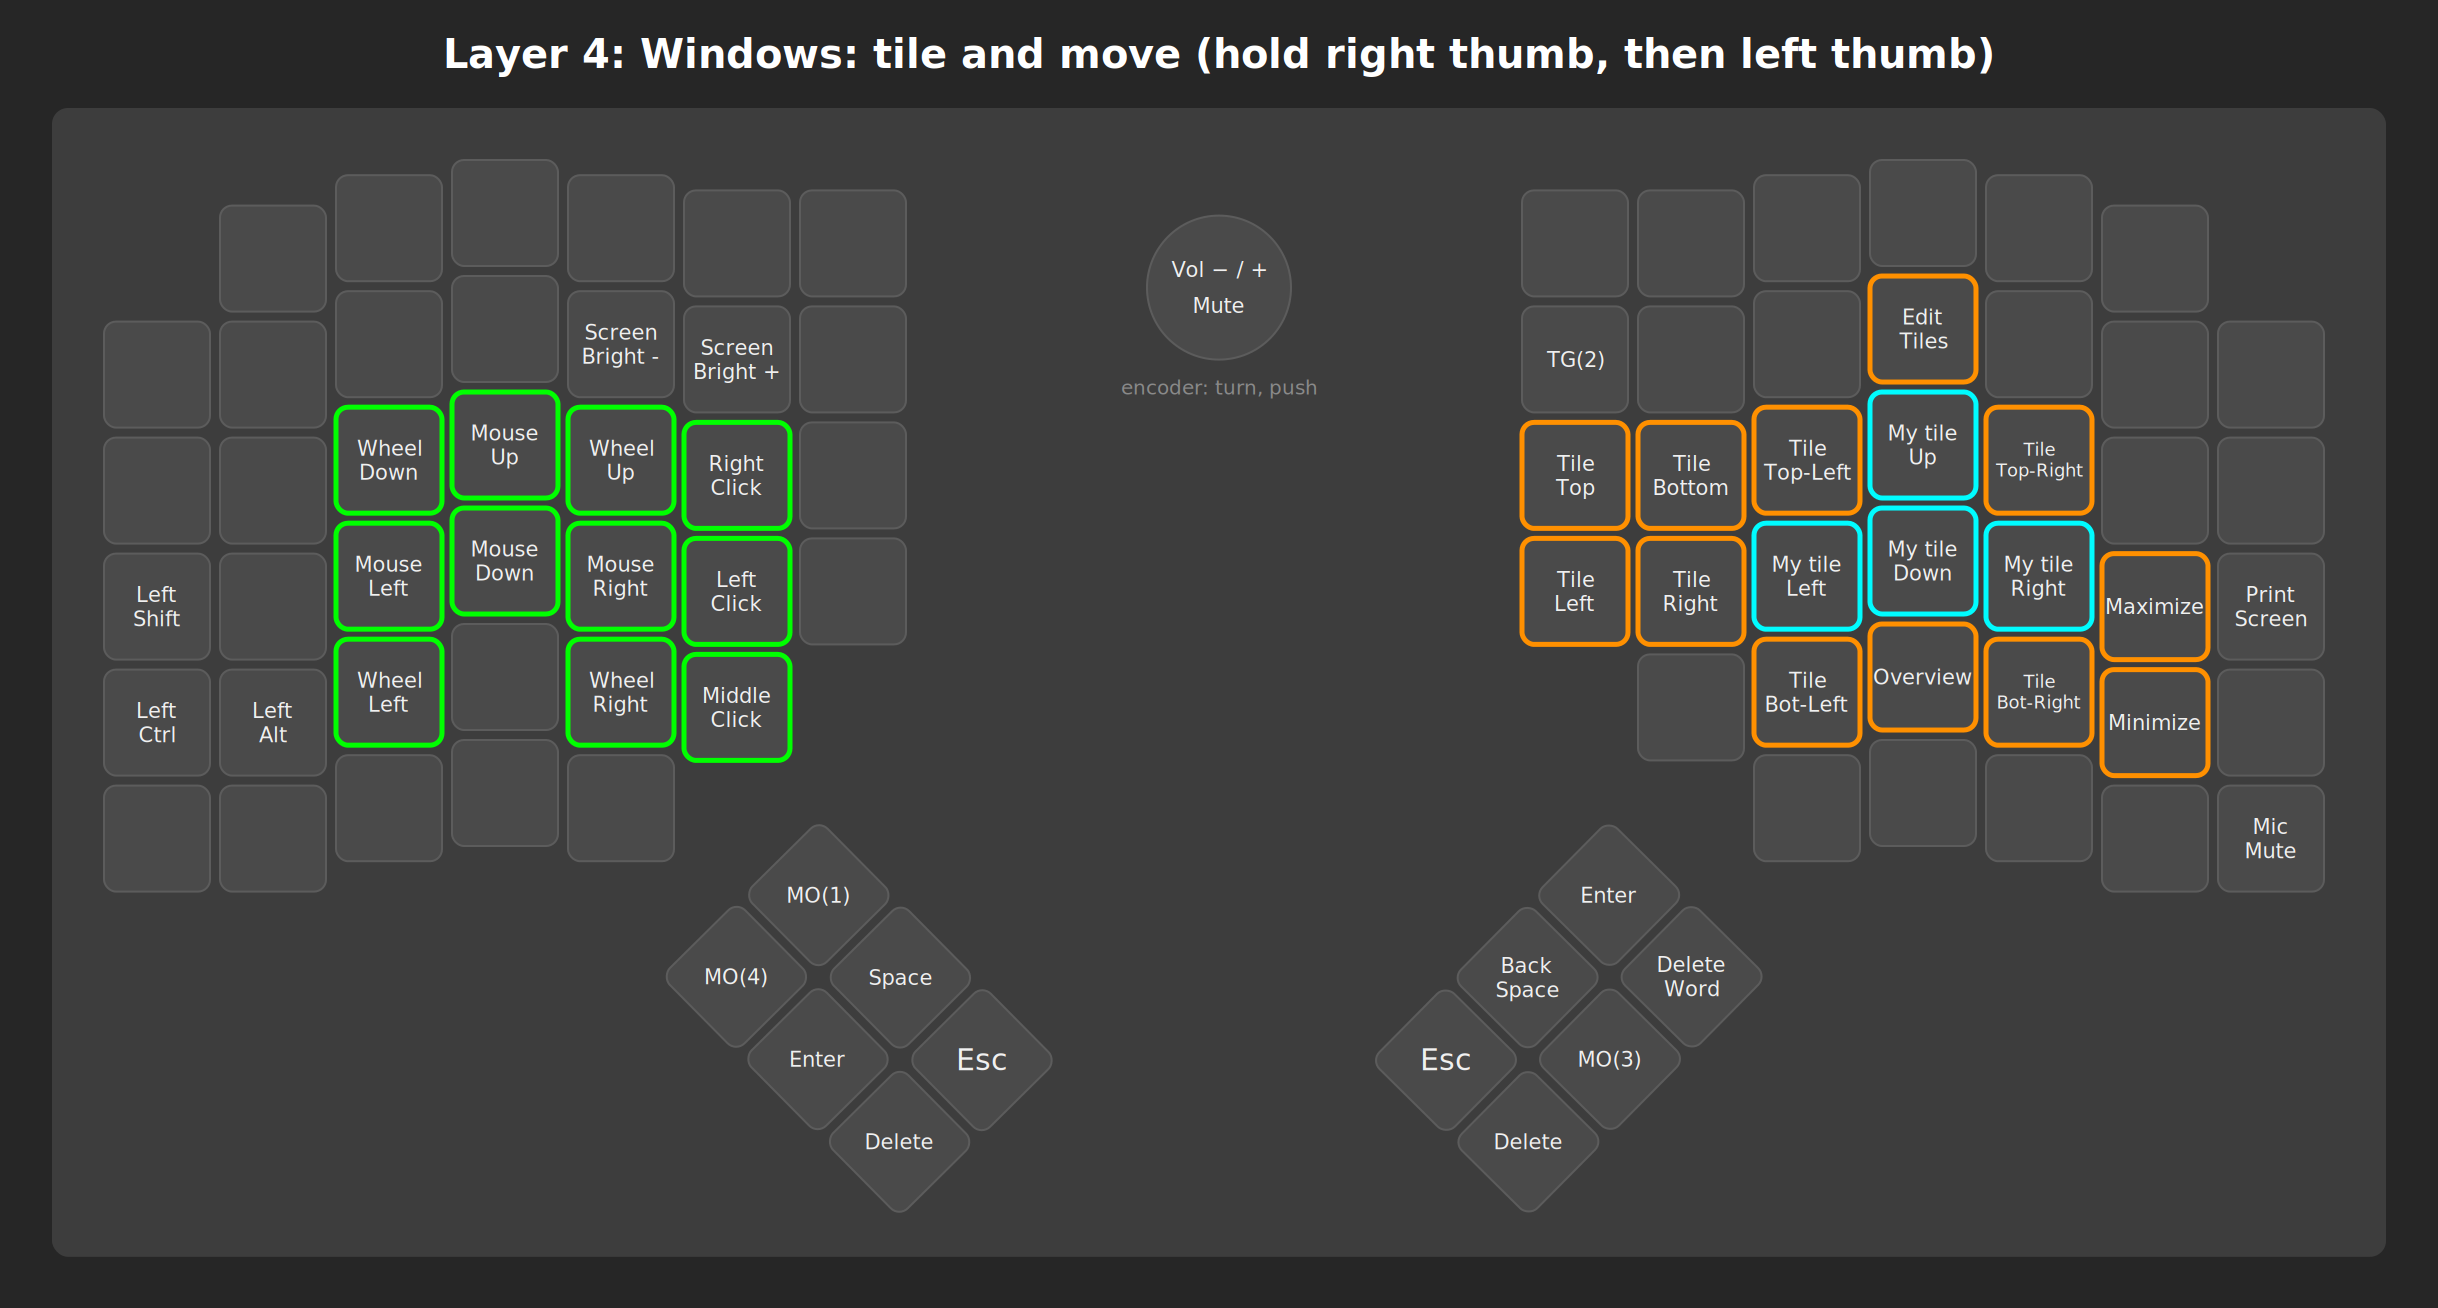 Layer 4: Windows: tile and move (hold right thumb, then left thumb)
Vol − / +
Mute
encoder: turn, push
Screen
Bright -
Screen
Bright +
Wheel
Down
Mouse
Up
Wheel
Up
Right
Click
Mouse
Left
Mouse
Down
Mouse
Right
Left
Click
Left
Shift
Wheel
Left
Wheel
Right
Middle
Click
Left
Ctrl
Left
Alt
MO(1)
MO(4)
Space
Enter
Esc
Delete
Edit
Tiles
TG(2)
Tile
Top
Tile
Bottom
Tile
Top-Left
My tile
Up
Tile
Top-Right
Tile
Left
Tile
Right
My tile
Left
My tile
Down
My tile
Right
Maximize
Print
Screen
Tile
Bot-Left
Overview
Tile
Bot-Right
Minimize
Mic
Mute
Enter
Back
Space
Delete
Word
Esc
MO(3)
Delete